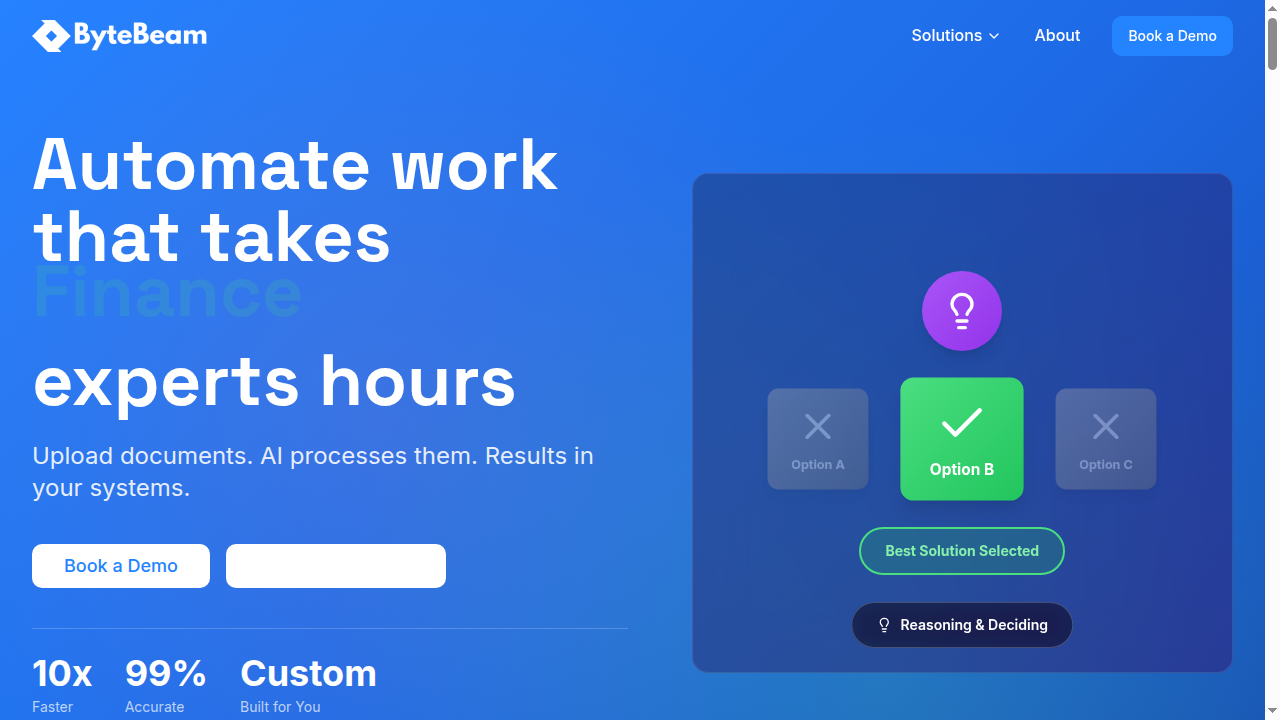 ByteBeam
Solutions
About
Book a Demo
Automate work
that takes
Finance
experts hours
Upload documents. AI processes them. Results in
your systems.
Book a Demo
10x
Faster
99%
Accurate
Custom
Built for You
Option A
Option B
Option C
Best Solution Selected
Reasoning & Deciding